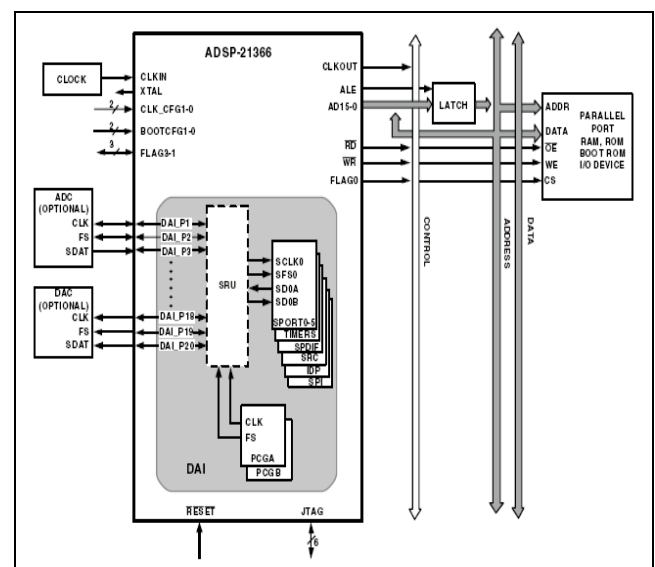 ADSP-21366
CLOCK
CLKIN
XTAL
2
CLK_CFG1-0
2
BOOTCFG1-0
3
FLAG3-1
CLKOUT
ALE
AD15-0
LATCH
RD
WR
FLAG0
ADDR
DATA
OE
WE
CS
PARALLEL
PORT
RAM, ROM
BOOT ROM
I/O DEVICE
CONTROL
ADDRESS
DATA
ADC
(OPTIONAL)
CLK
FS
SDAT
DAC
(OPTIONAL)
CLK
FS
SDAT
DAI_P1
DAI_P2
DAI_P3
DAI_P18
DAI_P19
DAI_P20
SRU
SCLK0
SFS0
SD0A
SD0B
SPORT0-5
TIMERS
SPDIF
SRC
IDP
SPI
CLK
FS
PCGA
PCGB
DAI
RESET
JTAG
6